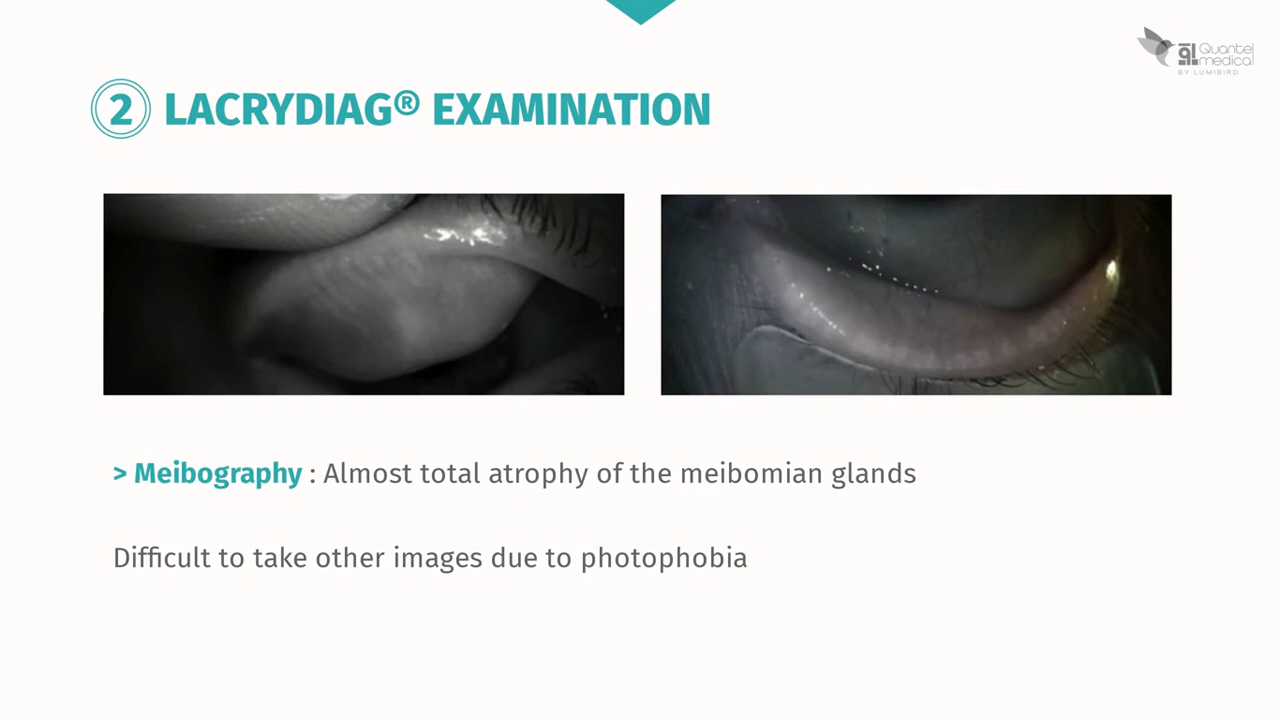 Quantel
medical
BY LUMIBIRD
2 LACRYDIAG® EXAMINATION
> Meibography : Almost total atrophy of the meibomian glands
Difficult to take other images due to photophobia